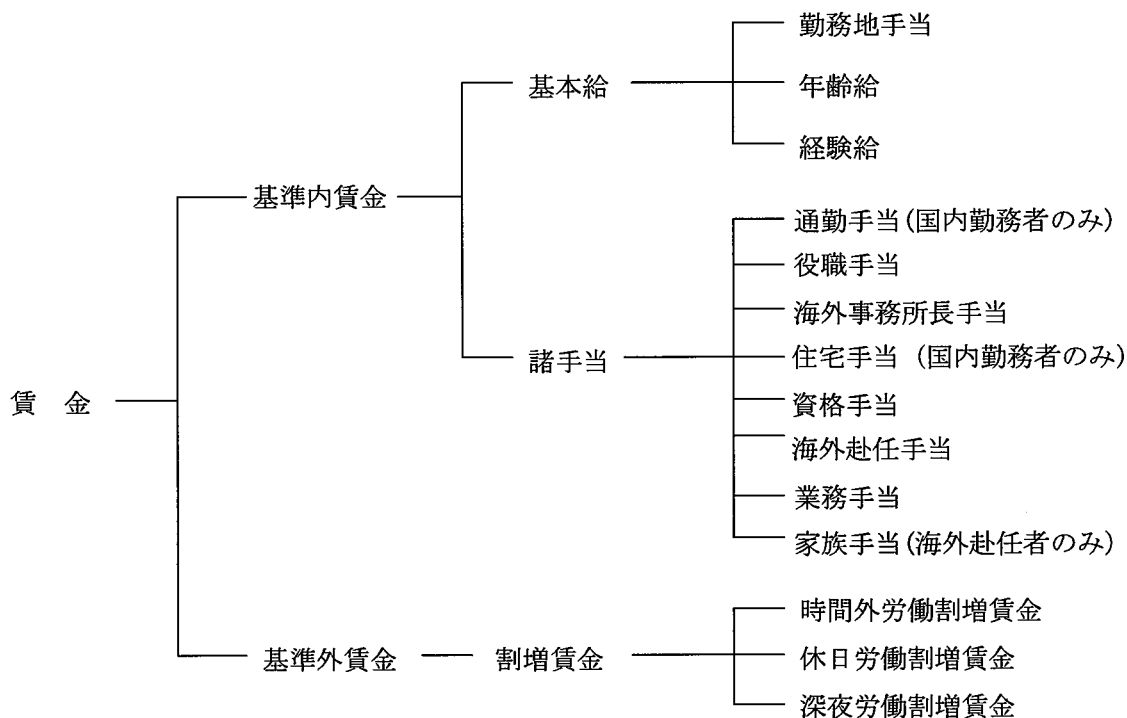 勤務地手当
基本給
年齢給
経験給
基準内賃金
通勤手当(国内勤務者のみ)
役職手当
海外事務所長手当
諸手当
住宅手当 (国内勤務者のみ)
賃 金
資格手当
海外赴任手当
業務手当
家族手当(海外赴任者のみ)
時間外労働割増賃金
基準外賃金
割増賃金
休日労働割増賃金
深夜労働割増賃金